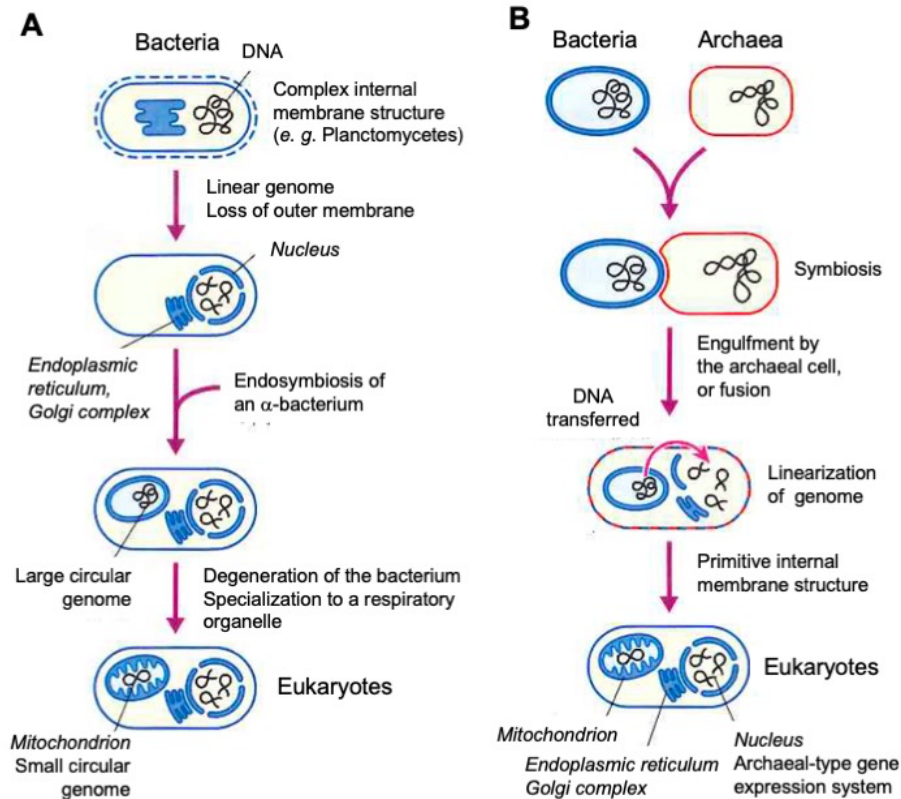 A
Bacteria
DNA
Complex internal
membrane structure
(e. g. Planctomycetes)
Linear genome
Loss of outer membrane
Nucleus
Endoplasmic
reticulum,
Golgi complex
Endosymbiosis of
an α-bacterium
Large circular
genome
Degeneration of the bacterium
Specialization to a respiratory
organelle
Eukaryotes
Mitochondrion
Small circular
genome
B
Bacteria
Archaea
Symbiosis
Engulfment by
the archaeal cell,
or fusion
DNA
transferred
Linearization
of genome
Primitive internal
membrane structure
Eukaryotes
Mitochondrion
Endoplasmic reticulum
Golgi complex
Nucleus
Archaeal-type gene
expression system